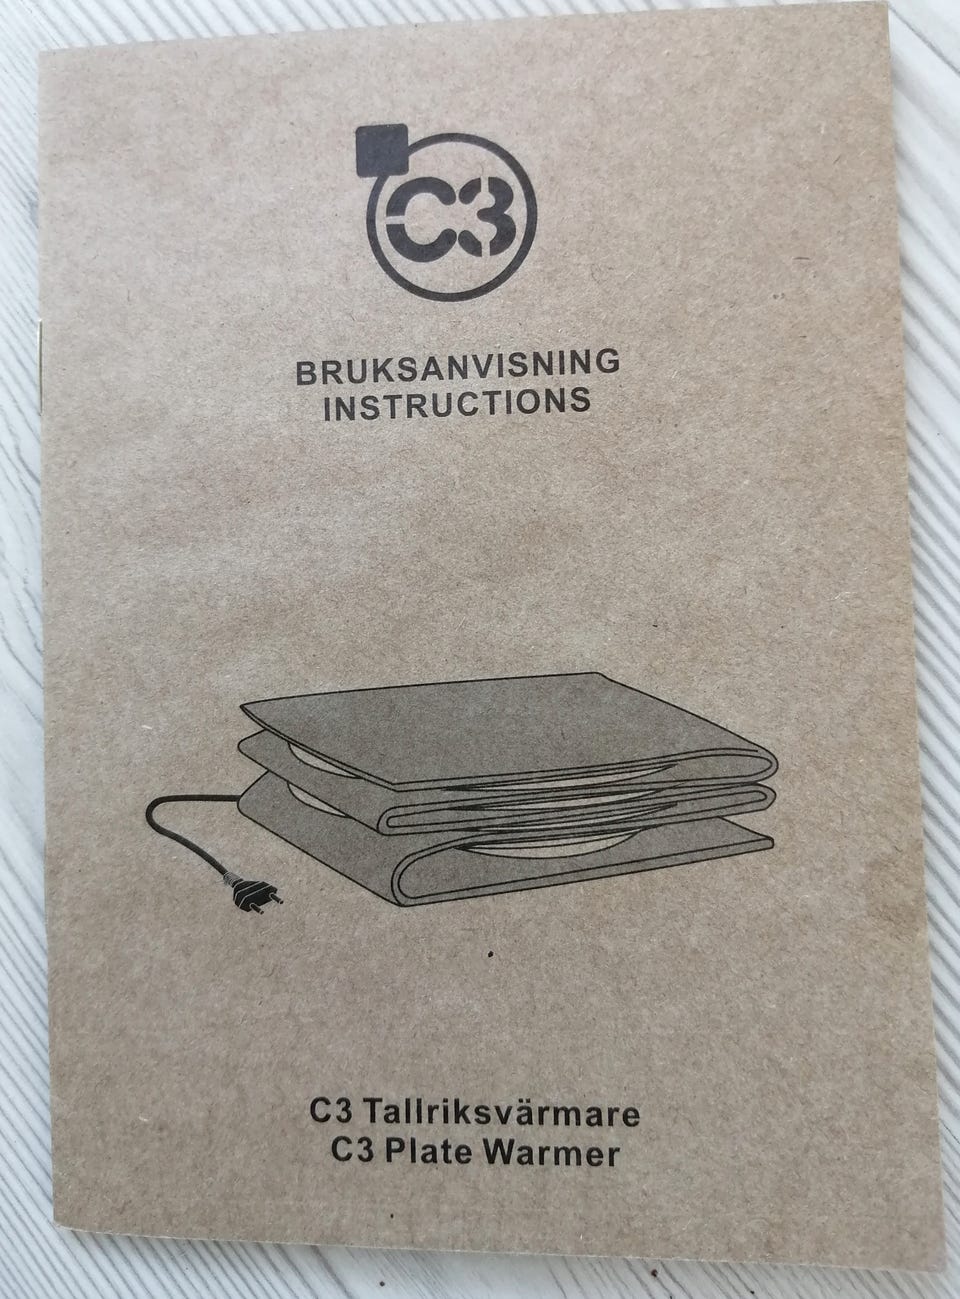 C3
BRUKSANVISNING
INSTRUCTIONS
C3 Tallriksvärmare
C3 Plate Warmer